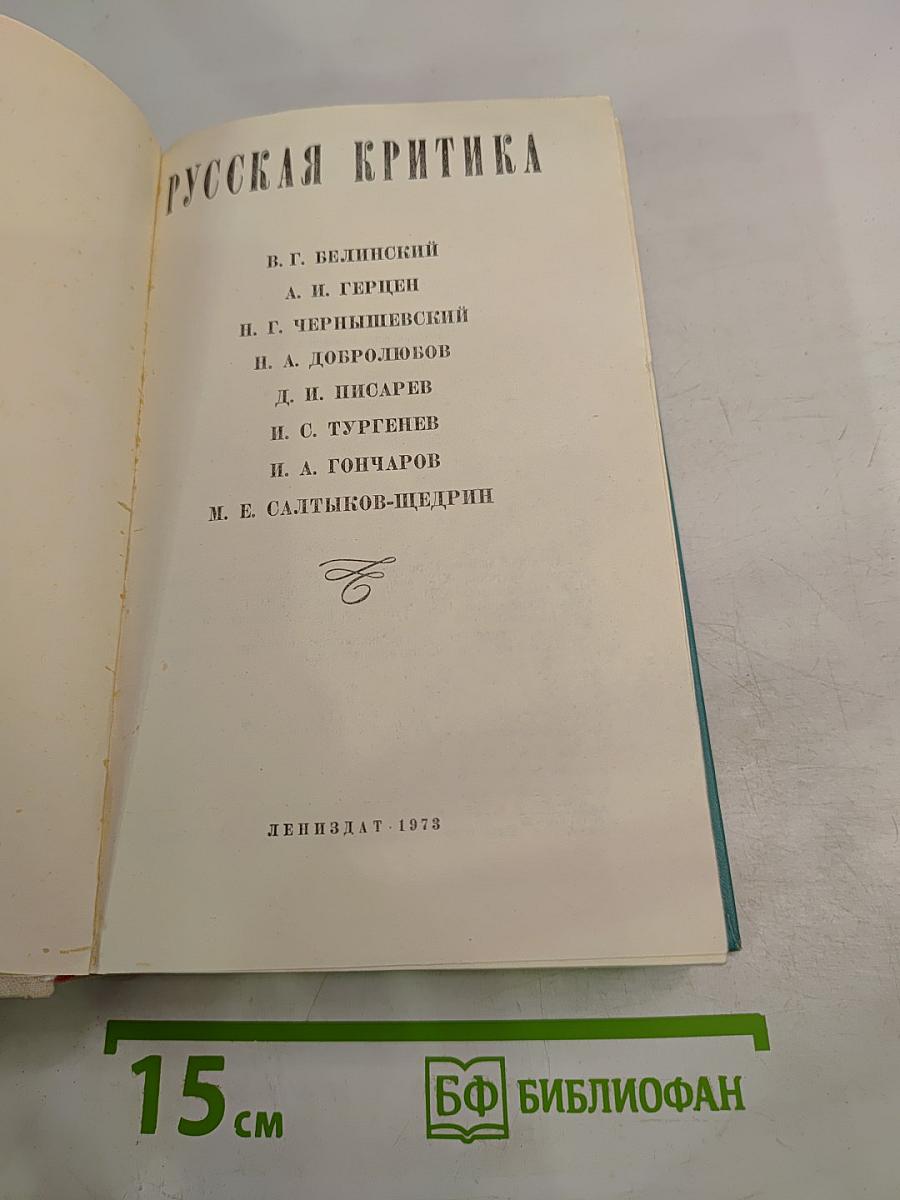 РУССКАЯ КРИТИКА
В. Г. БЕЛИНСКИЙ
А. И. ГЕРЦЕН
Н. Г. ЧЕРНЫШЕВСКИЙ
Н. А. ДОБРОЛЮБОВ
Д. И. ПИСАРЕВ
И. С. ТУРГЕНЕВ
И. А. ГОНЧАРОВ
М. Е. САЛТЫКОВ-ЩЕДРИН
ЛЕНИЗДАТ · 1973
15 см
БФ БИБЛИОФАН